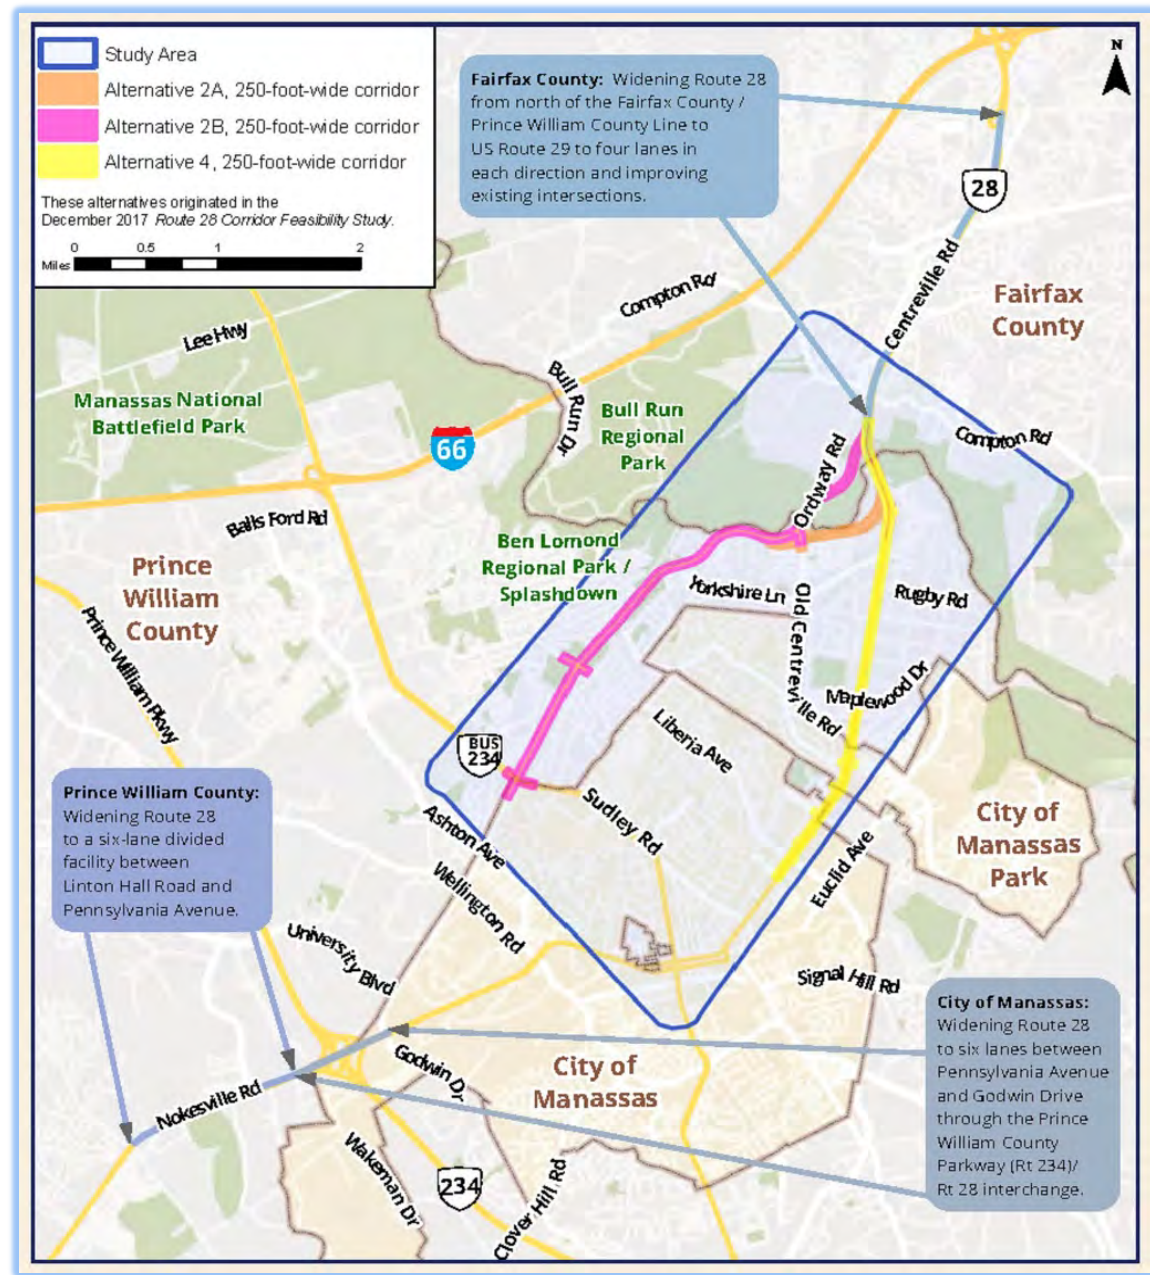 Study Area
Alternative 2A, 250-foot-wide corridor
Alternative 2B, 250-foot-wide corridor
Alternative 4, 250-foot-wide corridor
These alternatives originated in the
December 2017 Route 28 Corridor Feasibility Study.
0 0.5 1 2
Miles
N
Fairfax County: Widening Route 28
from north of the Fairfax County /
Prince William County Line to
US Route 29 to four lanes in
each direction and improving
existing intersections.
28
Centreville Rd
Fairfax
County
Compton Rd
Lee Hwy
Bull Run Dr
Manassas National
Battlefield Park
Bull Run
Regional
Park
66
Compton Rd
Ordway Rd
Balls Ford Rd
Ben Lomond
Regional Park /
Splashdown
Prince
William
County
Yorkshire Ln
Old Centreville Rd
Rugby Rd
Prince William Pkwy
Maplewood Dr
Liberia Ave
BUS
234
Sudley Rd
Ashton Ave
City of
Manassas
Park
Euclid Ave
Prince William County:
Widening Route 28
to a six-lane divided
facility between
Linton Hall Road and
Pennsylvania Avenue.
Wellington Rd
University Blvd
Signal Hill Rd
City of Manassas:
Widening Route 28
to six lanes between
Pennsylvania Avenue
and Godwin Drive
through the Prince
William County
Parkway (Rt 234)/
Rt 28 interchange.
Godwin Dr
City of
Manassas
Nokesville Rd
Wakeman Dr
234
Clover Hill Rd